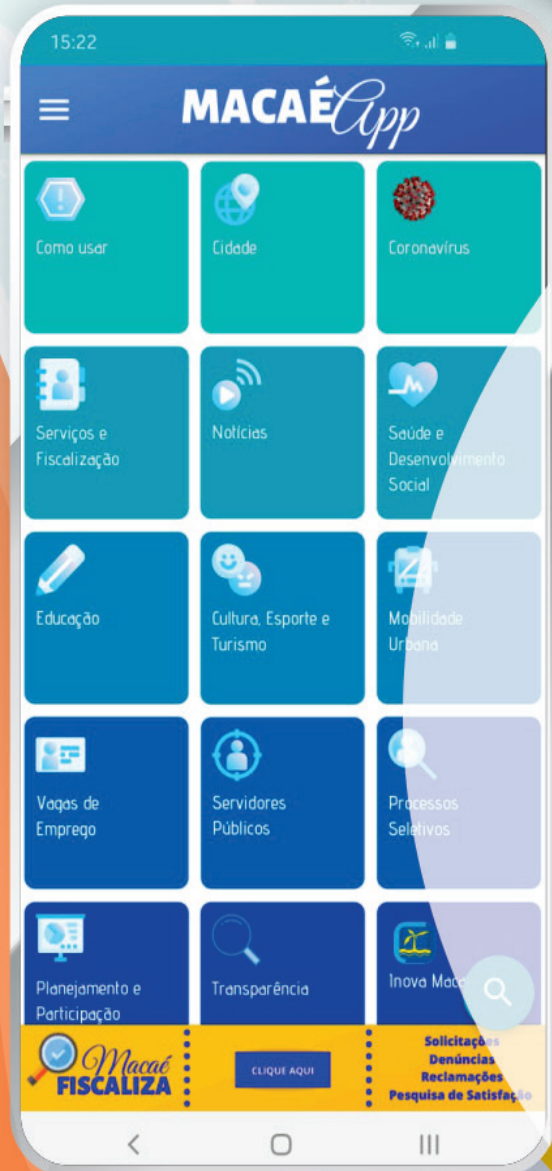 15:22
MACAÉ App
Como usar
Cidade
Coronavírus
Serviços e
Fiscalização
Notícias
Saúde e
Desenvolvimento
Social
Educação
Cultura, Esporte e
Turismo
Mobilidade
Urbana
Vagas de
Emprego
Servidores
Públicos
Processos
Seletivos
Planejamento e
Participação
Transparência
Inova Mac
Macaé
FISCALIZA
CLIQUE AQUI
Solicitações
Denúncias
Reclamações
Pesquisa de Satisfação